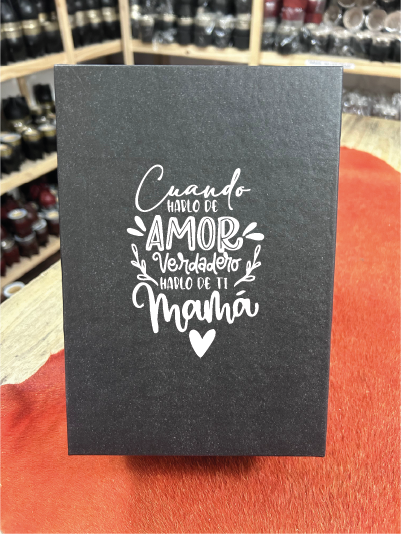 Cuando
HABLO DE
AMOR
Verdadero
HABLO DE TI
Mamá